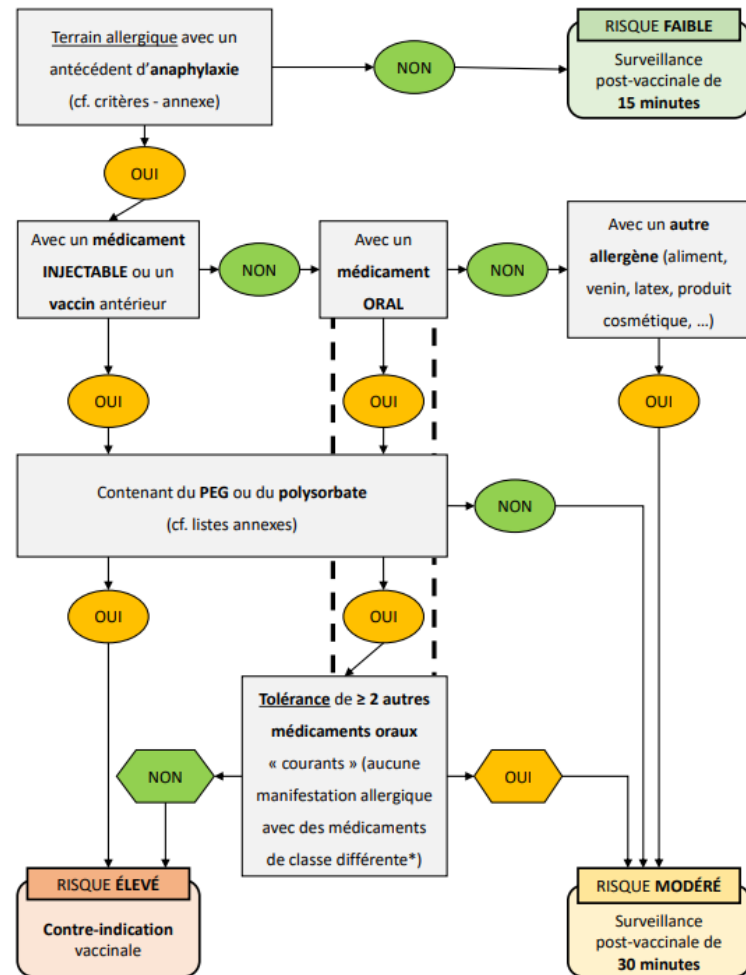 Terrain allergique avec un
antécédent d'anaphylaxie
(cf. critères - annexe)
NON
RISQUE FAIBLE
Surveillance
post-vaccinale de
15 minutes
OUI
Avec un médicament
INJECTABLE ou un
vaccin antérieur
NON
Avec un
médicament
ORAL
NON
Avec un autre
allergène (aliment,
venin, latex, produit
cosmétique, ...)
OUI
OUI
OUI
Contenant du PEG ou du polysorbate
(cf. listes annexes)
NON
OUI
OUI
Tolérance de ≥ 2 autres
médicaments oraux
« courants » (aucune
manifestation allergique
avec des médicaments
de classe différente*)
NON
OUI
RISQUE ÉLEVÉ
Contre-indication
vaccinale
RISQUE MODÉRÉ
Surveillance
post-vaccinale de
30 minutes